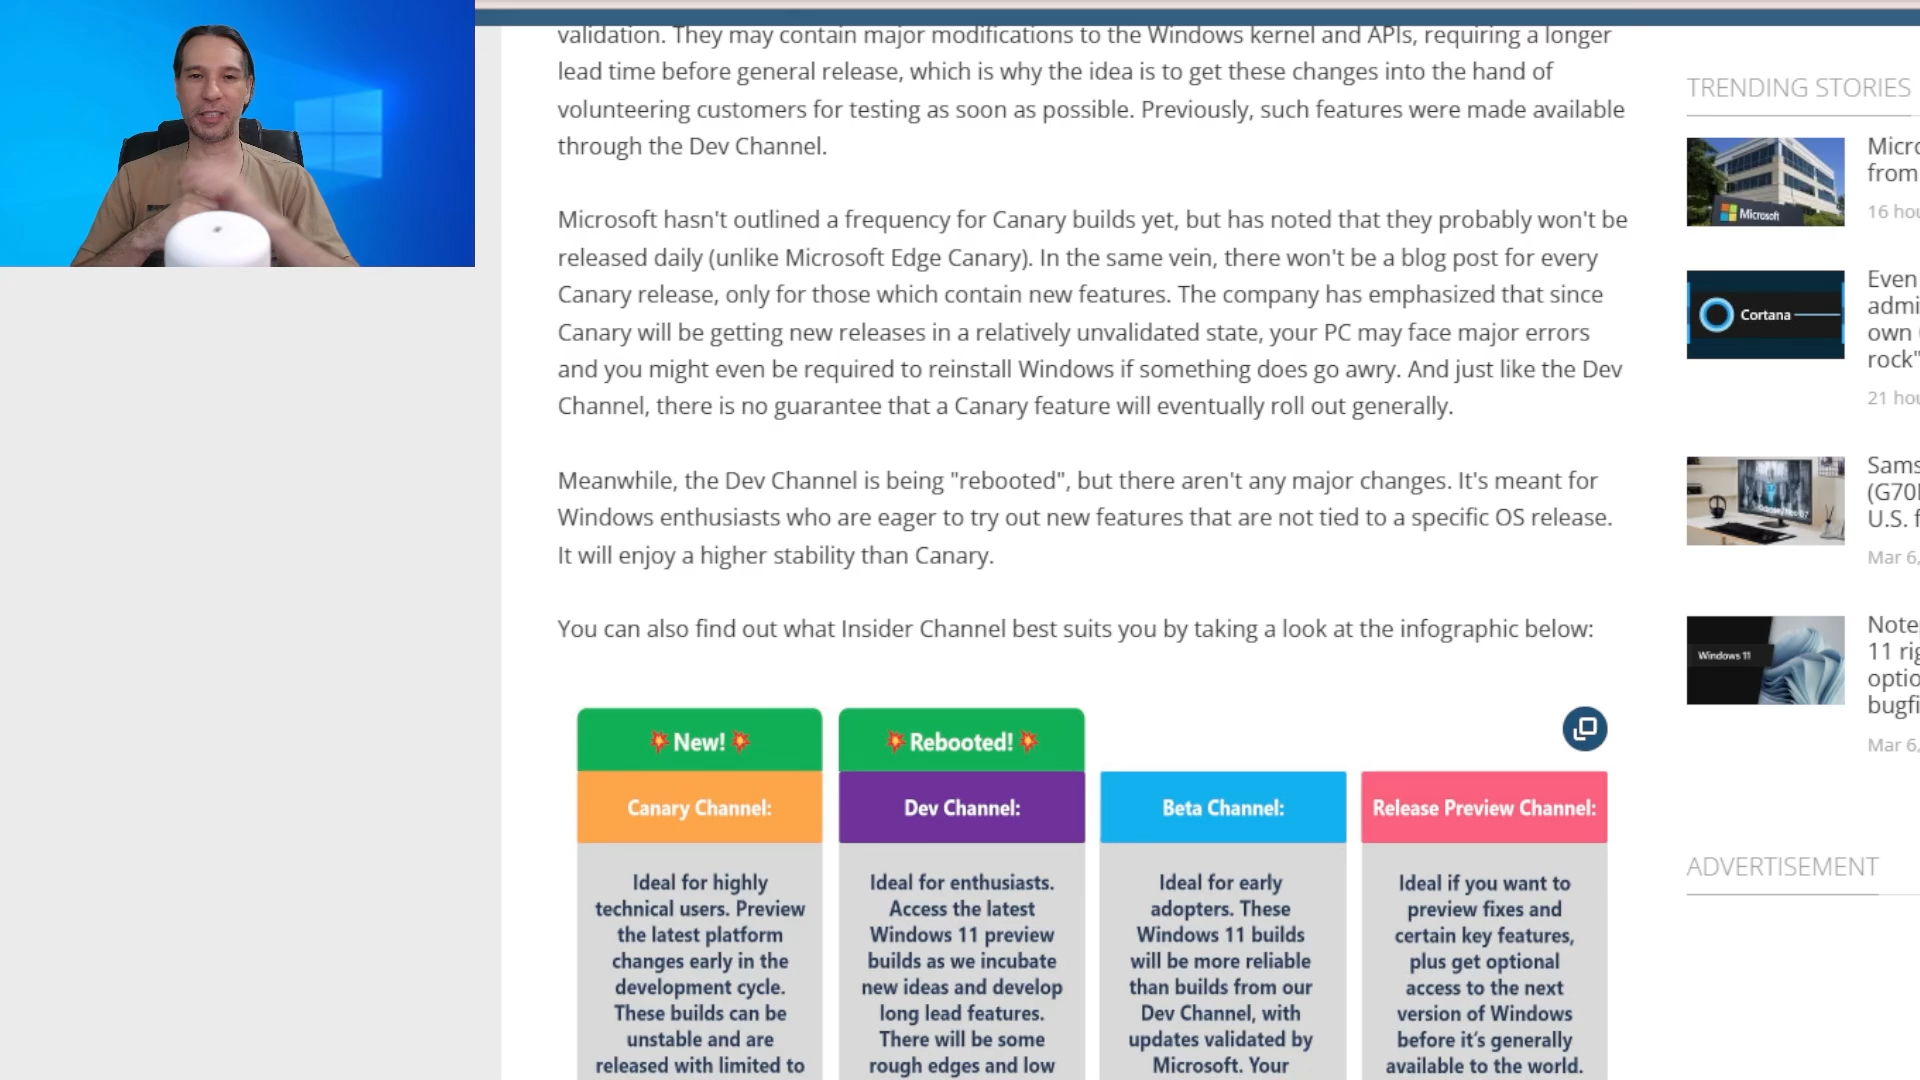 validation. They may contain major modifications to the Windows kernel and APIs, requiring a longer
lead time before general release, which is why the idea is to get these changes into the hand of
volunteering customers for testing as soon as possible. Previously, such features were made available
through the Dev Channel.
Microsoft hasn't outlined a frequency for Canary builds yet, but has noted that they probably won't be
released daily (unlike Microsoft Edge Canary). In the same vein, there won't be a blog post for every
Canary release, only for those which contain new features. The company has emphasized that since
Canary will be getting new releases in a relatively unvalidated state, your PC may face major errors
and you might even be required to reinstall Windows if something does go awry. And just like the Dev
Channel, there is no guarantee that a Canary feature will eventually roll out generally.
Meanwhile, the Dev Channel is being "rebooted", but there aren't any major changes. It's meant for
Windows enthusiasts who are eager to try out new features that are not tied to a specific OS release.
It will enjoy a higher stability than Canary.
You can also find out what Insider Channel best suits you by taking a look at the infographic below:
New!
Canary Channel:
Ideal for highly
technical users. Preview
the latest platform
changes early in the
development cycle.
These builds can be
unstable and are
released with limited to
Rebooted!
Dev Channel:
Ideal for enthusiasts.
Access the latest
Windows 11 preview
builds as we incubate
new ideas and develop
long lead features.
There will be some
rough edges and low
Beta Channel:
Ideal for early
adopters. These
Windows 11 builds
will be more reliable
than builds from our
Dev Channel, with
updates validated by
Microsoft. Your
Release Preview Channel:
Ideal if you want to
preview fixes and
certain key features,
plus get optional
access to the next
version of Windows
before it's generally
available to the world.
TRENDING STORIES
Microsoft
Micro
from
16 hou
Cortana
Even
admi
own
rock"
21 hou
Sams
(G70
U.S. f
Mar 6,
Windows 11
Note
11 rig
optio
bugfi
Mar 6,
ADVERTISEMENT